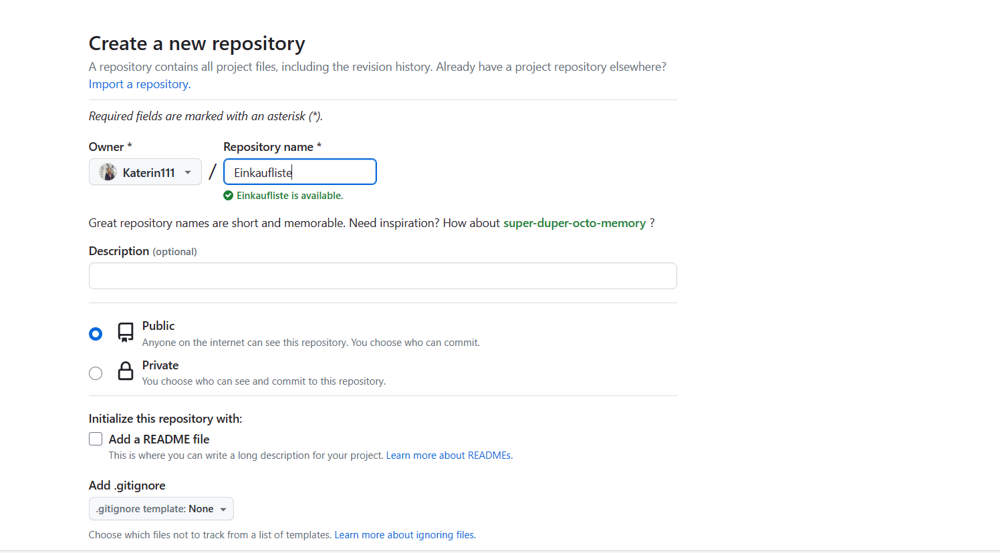 Create a new repository
A repository contains all project files, including the revision history. Already have a project repository elsewhere?
Import a repository.
Required fields are marked with an asterisk (*).
Owner * Repository name *
Katerin111 / Einkaufliste
Einkaufliste is available.
Great repository names are short and memorable. Need inspiration? How about super-duper-octo-memory ?
Description (optional)
Public
Anyone on the internet can see this repository. You choose who can commit.
Private
You choose who can see and commit to this repository.
Initialize this repository with:
Add a README file
This is where you can write a long description for your project. Learn more about READMEs.
Add .gitignore
.gitignore template: None
Choose which files not to track from a list of templates. Learn more about ignoring files.